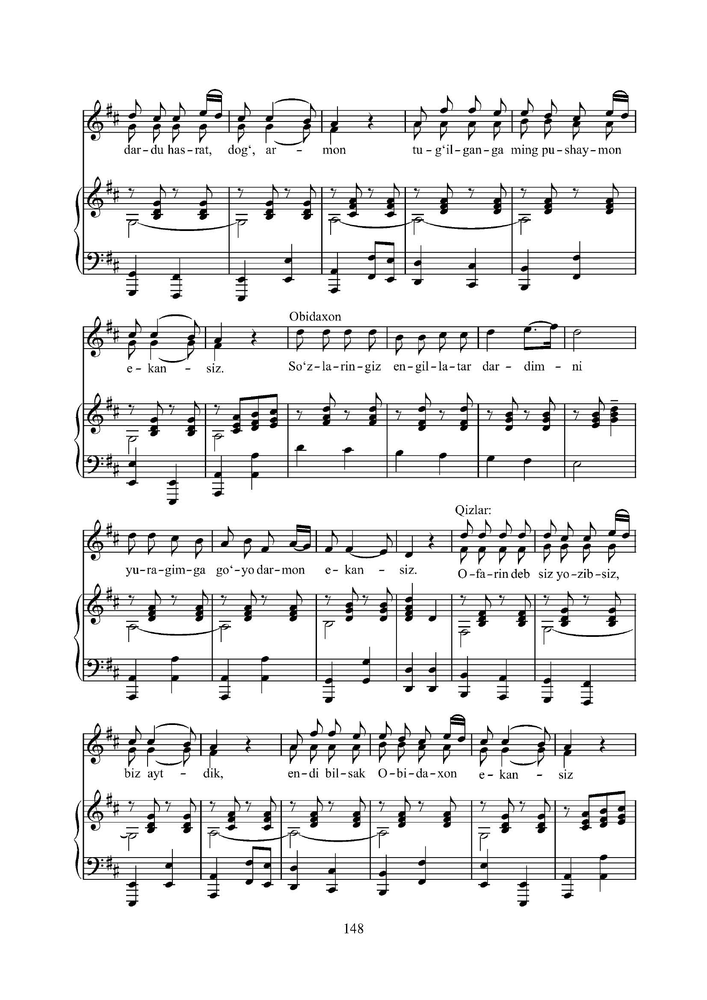 dar – du has – rat, dog‘, ar – mon tu – g‘il – gan – ga ming pu – shay – mon
Obidaxon
e – kan – siz. So‘z – la – rin – giz en – gil – la – tar dar – dim – ni
Qizlar:
yu – ra – gim – ga go‘ – yo dar – mon e – kan – siz. O – fa – rin deb siz yo – zib – siz,
biz ayt – dik, en – di bil – sak O – bi – da – xon e – kan – siz
148